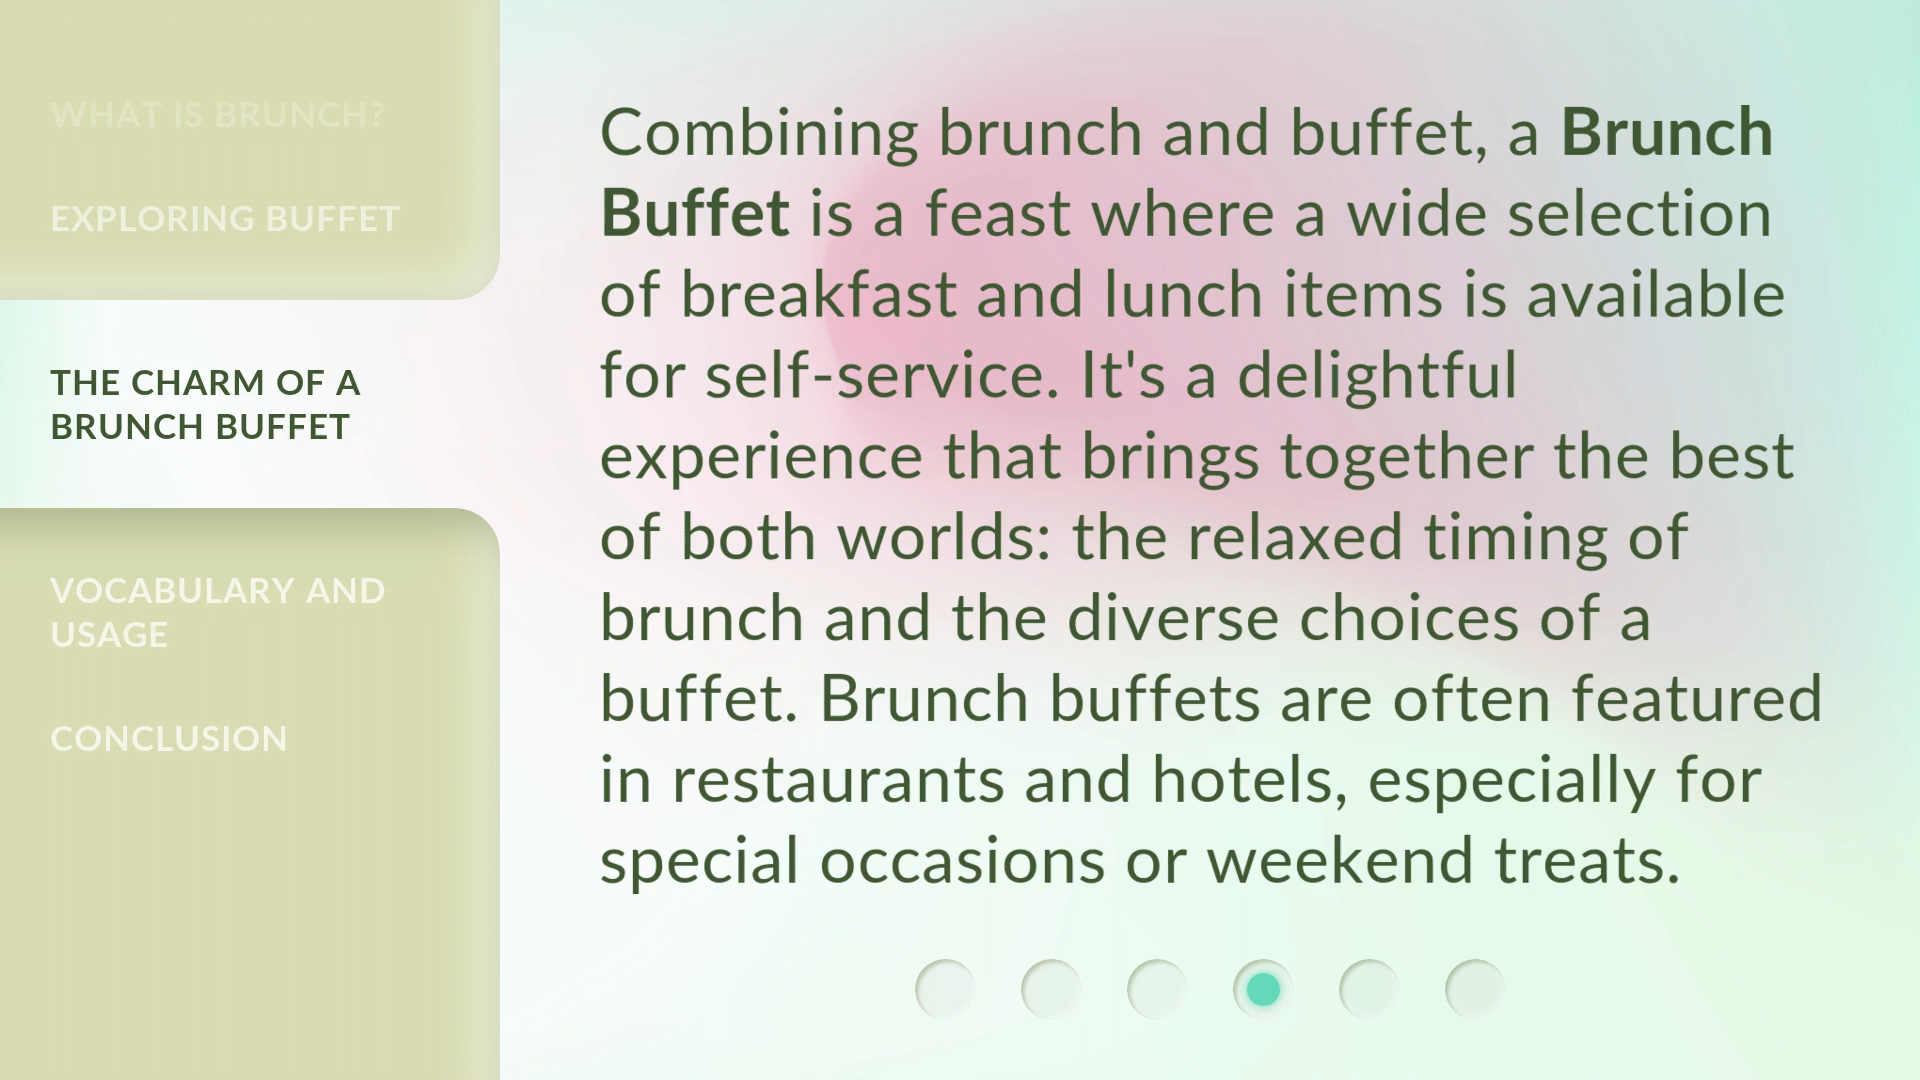 WHAT IS BRUNCH?
EXPLORING BUFFET
THE CHARM OF A
BRUNCH BUFFET
VOCABULARY AND
USAGE
CONCLUSION
Combining brunch and buffet, a Brunch
Buffet is a feast where a wide selection
of breakfast and lunch items is available
for self-service. It's a delightful
experience that brings together the best
of both worlds: the relaxed timing of
brunch and the diverse choices of a
buffet. Brunch buffets are often featured
in restaurants and hotels, especially for
special occasions or weekend treats.